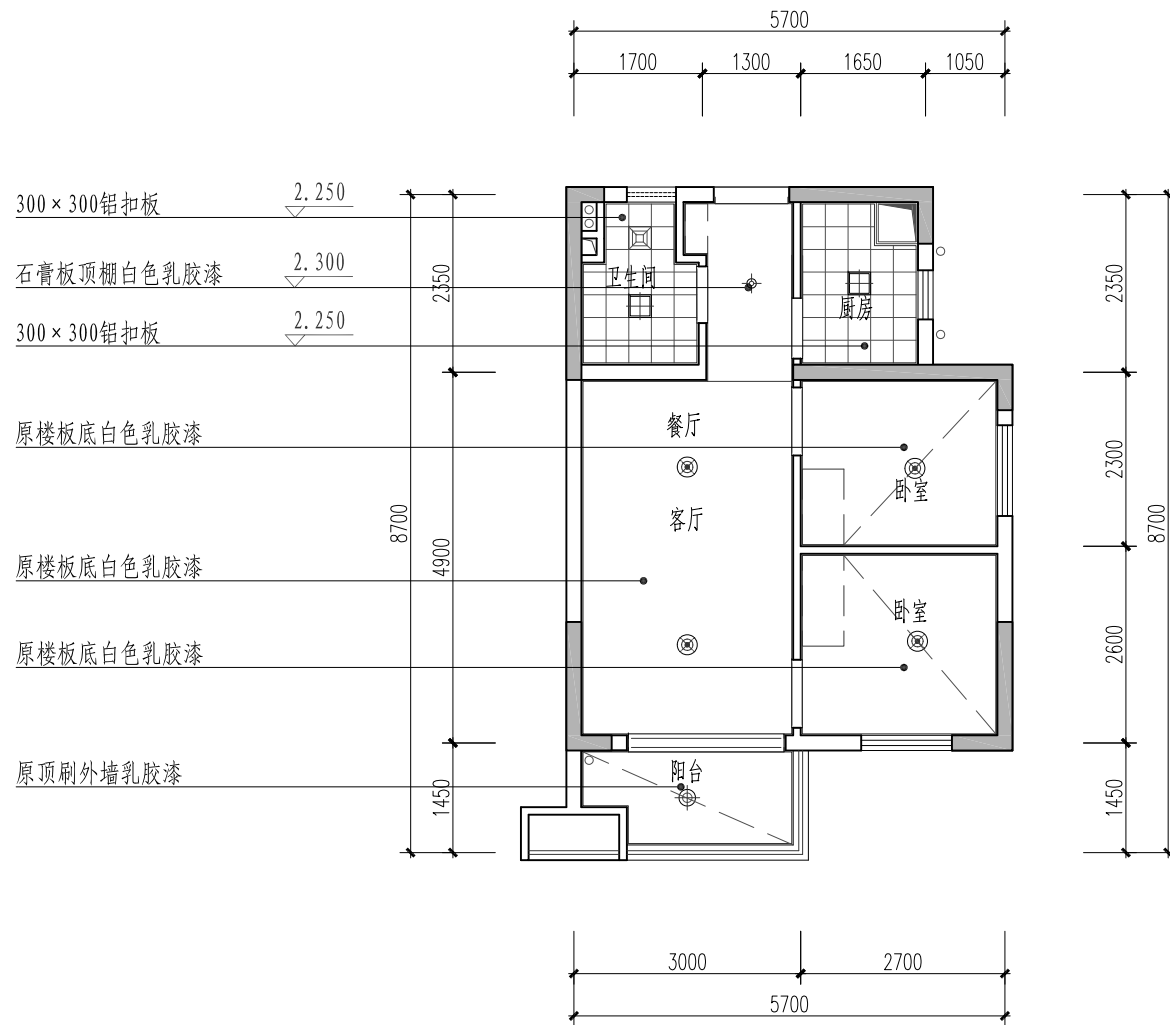 5700
1700 1300 1650 1050
300×300铝扣板 2.250
石膏板顶棚白色乳胶漆 2.300
300×300铝扣板 2.250
2350
卫生间
厨房
2350
原楼板底白色乳胶漆
餐厅
客厅
卧室
2300
8700
4900
8700
原楼板底白色乳胶漆
原楼板底白色乳胶漆
卧室
2600
原顶刷外墙乳胶漆
阳台
1450
1450
3000 2700
5700